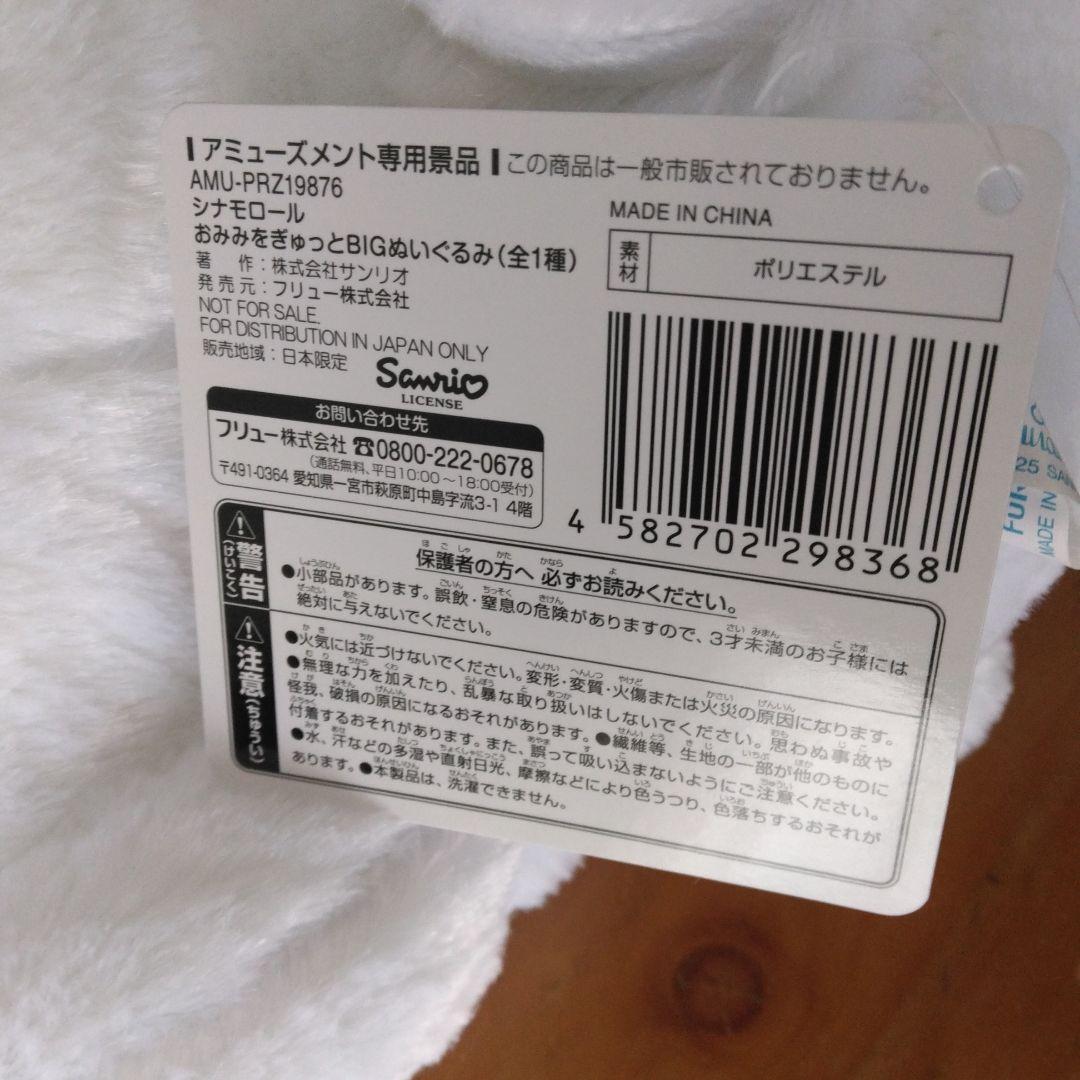 アミューズメント専用景品 この商品は一般市販されておりません。
AMU-PRZ19876
シナモロール
おみみをぎゅっとBIGぬいぐるみ(全1種)
著 作:株式会社サンリオ
発売元:フリュー株式会社
NOT FOR SALE.
FOR DISTRIBUTION IN JAPAN ONLY
販売地域:日本限定
Sanrio
LICENSE
MADE IN CHINA
素材 ポリエステル
4 582702 298368
お問い合わせ先
フリュー株式会社 ☎0800-222-0678
(通話無料、平日10:00~18:00受付)
〒491-0364 愛知県一宮市萩原町中島字流3-1 4階
警告(けいこく)
保護者の方へ 必ずお読みください。
●小部品があります。誤飲・窒息の危険がありますので、3才未満のお子様には
絶対に与えないでください。
注意(ちゅうい)
●火気には近づけないでください。変形・変質・火傷または火災の原因になります。
●無理な力を加えたり、乱暴な取り扱いはしないでください。思わぬ事故や
怪我、破損の原因になるおそれがあります。●繊維等、生地の一部が他のものに
付着するおそれがあります。また、誤って吸い込まないようにご注意ください。
●水、汗などの多湿や直射日光、摩擦などにより色うつり、色落ちするおそれが
あります。●本製品は、洗濯できません。
25 SAN
FUR
MADE IN